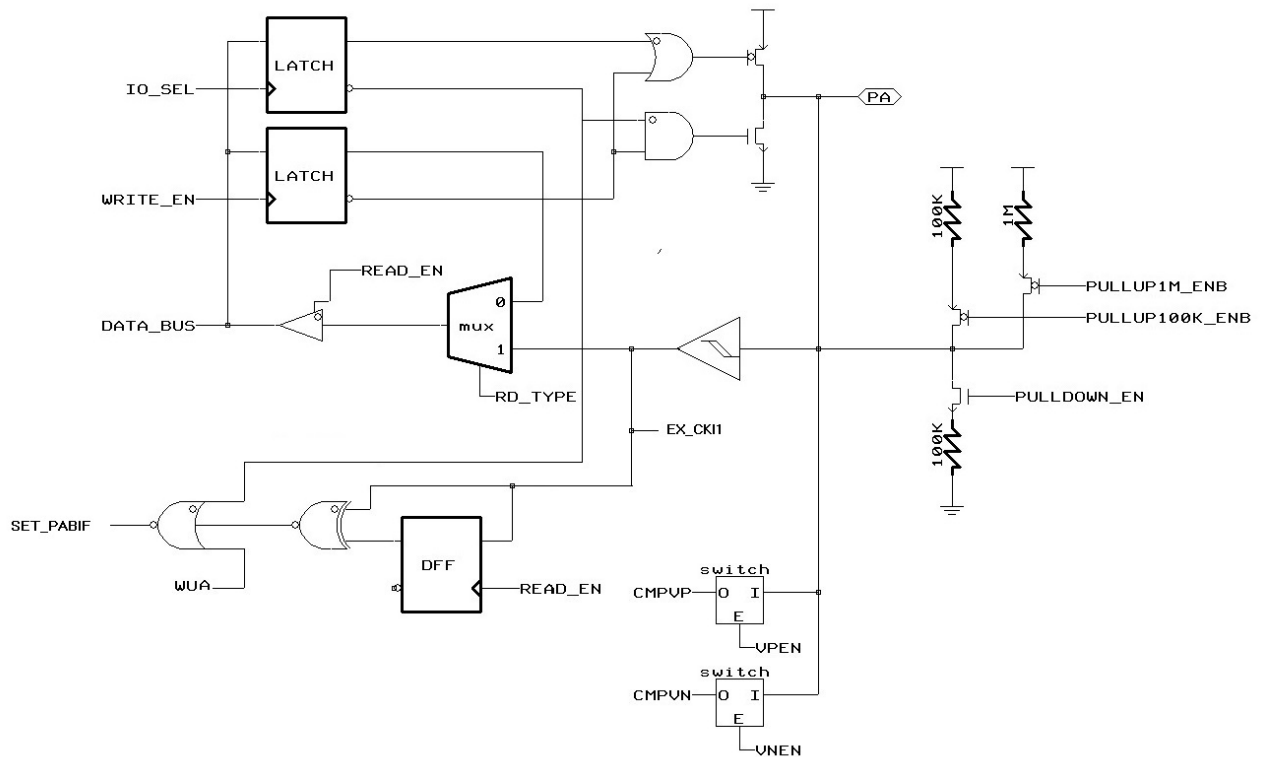 LATCH
IO_SEL
PA
LATCH
WRITE_EN
100K
1M
READ_EN
PULLUP1M_ENB
0
PULLUP100K_ENB
DATA_BUS
mux
1
RD_TYPE
PULLDOWN_EN
EX_CKI1
100K
SET_PABIF
DFF
WUA
READ_EN
switch
CMPVP
O I
E
VPEN
switch
CMPVN
O I
E
VNEN